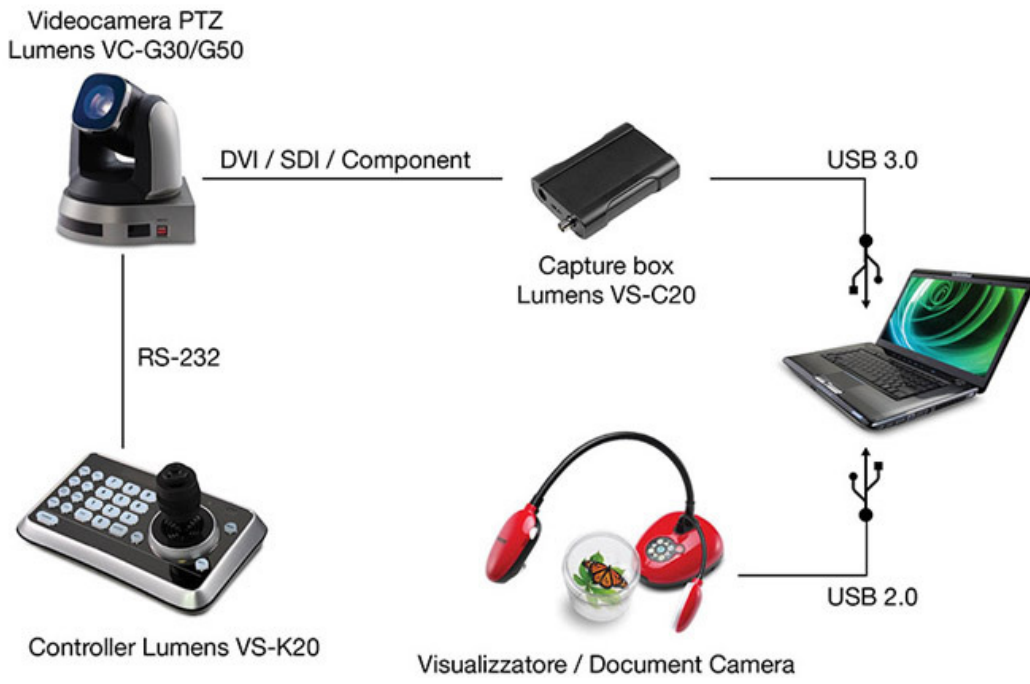 Videocamera PTZ
Lumens VC-G30/G50
DVI / SDI / Component
USB 3.0
Capture box
Lumens VS-C20
RS-232
USB 2.0
Controller Lumens VS-K20
Visualizzatore / Document Camera